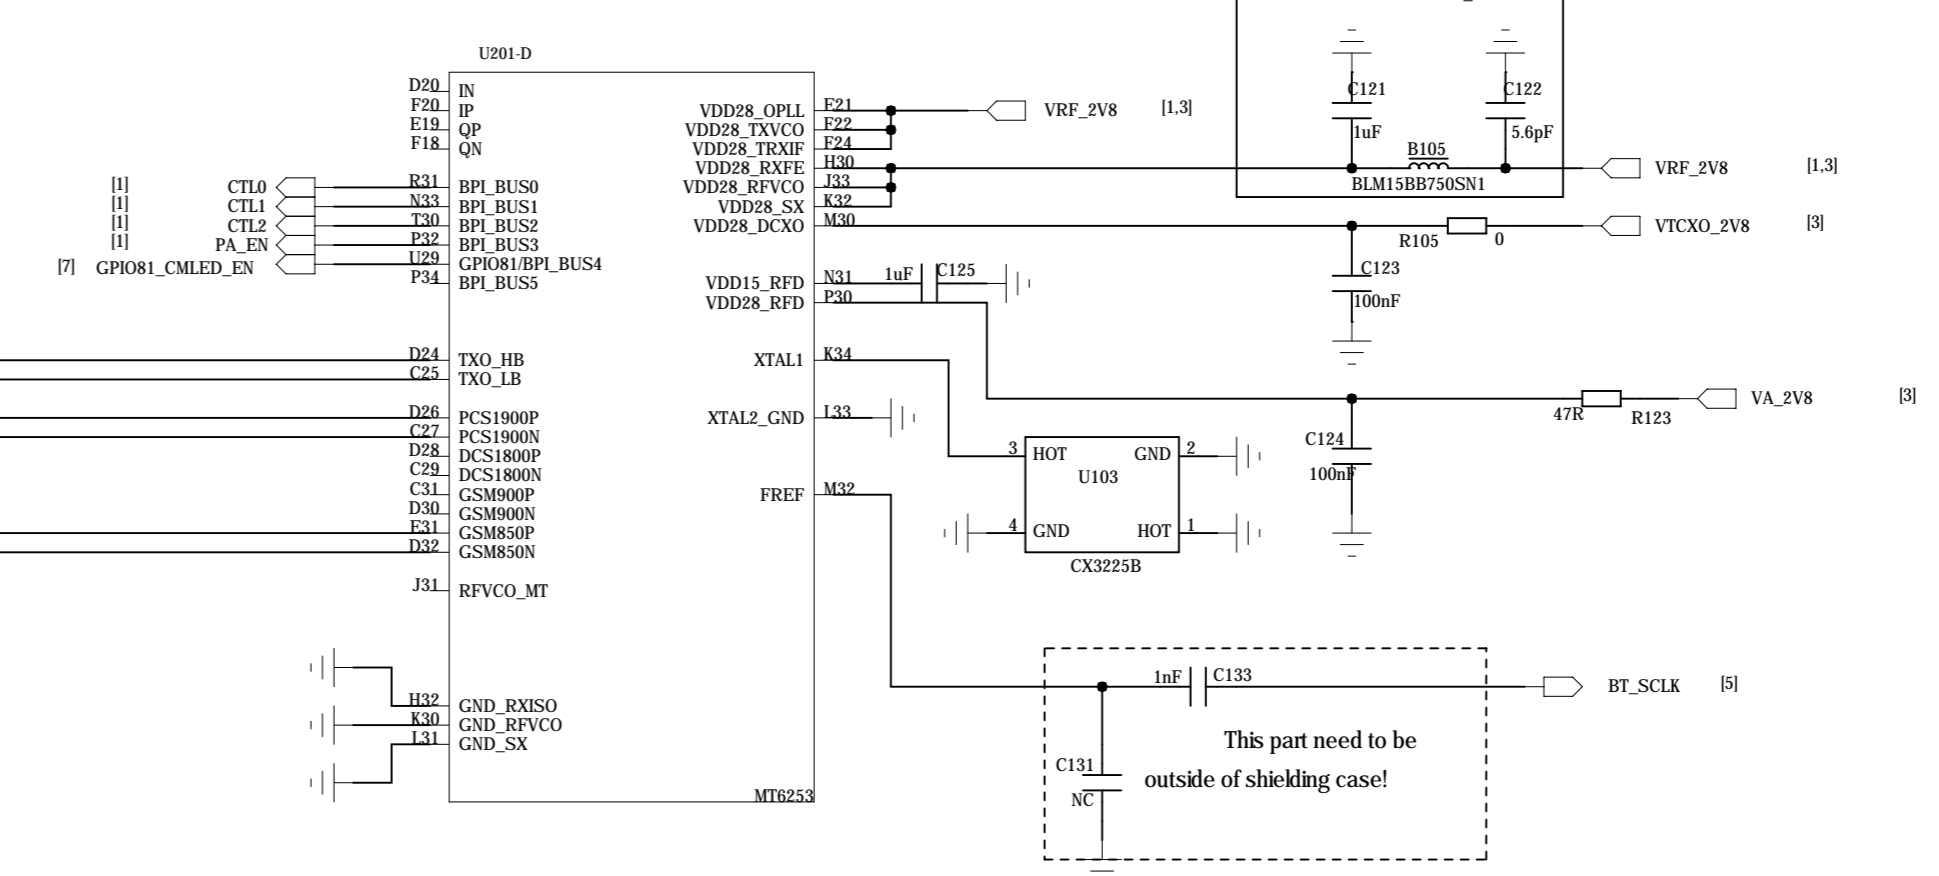 U201-D
D20 IN
F20 IP
E19 QP
F18 QN
[1] CTL0 R31 BPI_BUS0
[1] CTL1 N33 BPI_BUS1
[1] CTL2 T30 BPI_BUS2
[1] PA_EN P32 BPI_BUS3
[7] GPIO81_CMLED_EN U29 GPIO81/BPI_BUS4
P34 BPI_BUS5
D24 TXO_HB
C25 TXO_LB
D26 PCS1900P
C27 PCS1900N
D28 DCS1800P
C29 DCS1800N
C31 GSM900P
D30 GSM900N
E31 GSM850P
D32 GSM850N
J31 RFVCO_MT
H32 GND_RXISO
K30 GND_RFVCO
L31 GND_SX
VDD28_OPLL E21 VRF_2V8 [1,3]
VDD28_TXVCO F22
VDD28_TRXIF F24
VDD28_RXFE H30
VDD28_RFVCO J33
VDD28_SX K32
VDD28_DCXO M30
VDD15_RFD N31 1uF C125
VDD28_RFD P30
XTAL1 K34
XTAL2_GND L33
FREF M32
MT6253
C121
1uF
C122
5.6pF
B105
BLM15BB750SN1
VRF_2V8 [1,3]
R105 0
VTCXO_2V8 [3]
C123
100nF
47R R123
VA_2V8 [3]
C124
100nF
3 HOT GND 2
U103
4 GND HOT 1
CX3225B
1nF C133
BT_SCLK [5]
This part need to be
outside of shielding case!
C131
NC